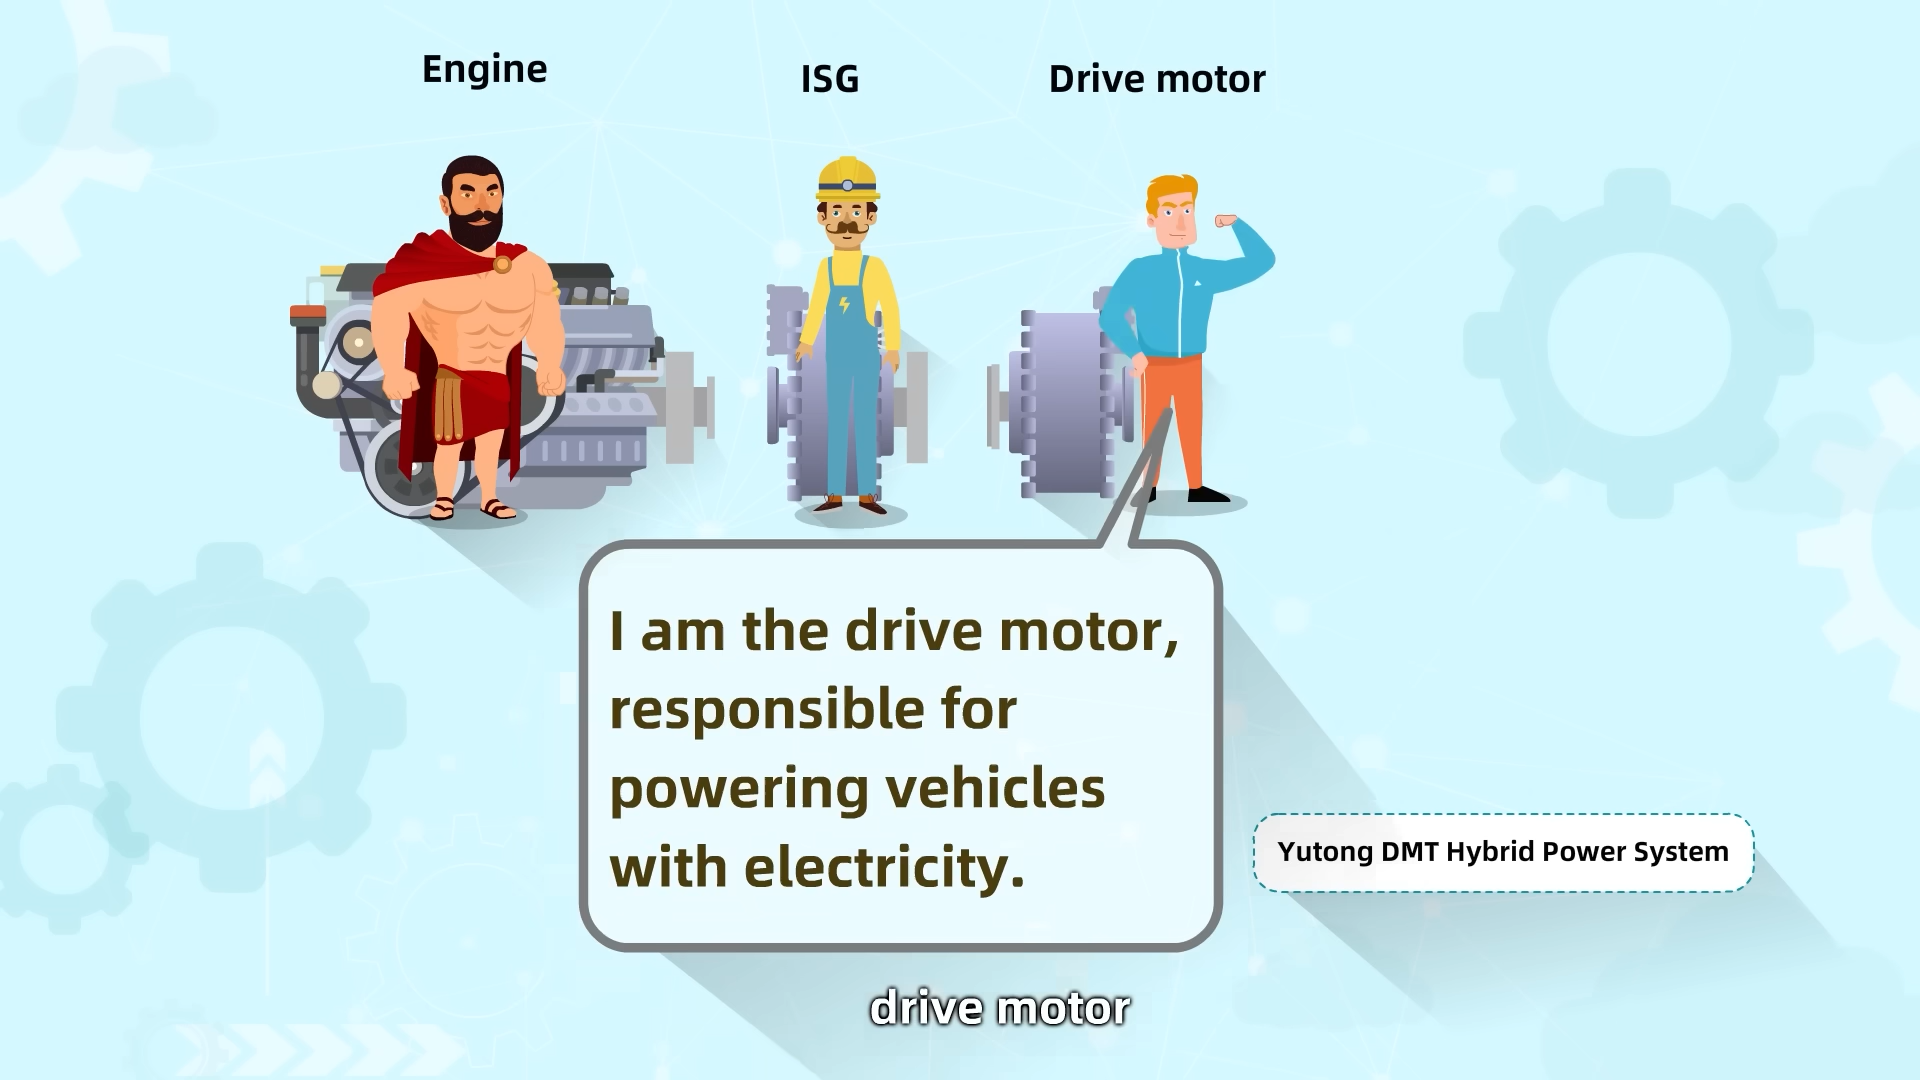 Engine
ISG
Drive motor
I am the drive motor,
responsible for
powering vehicles
with electricity.
Yutong DMT Hybrid Power System
drive motor